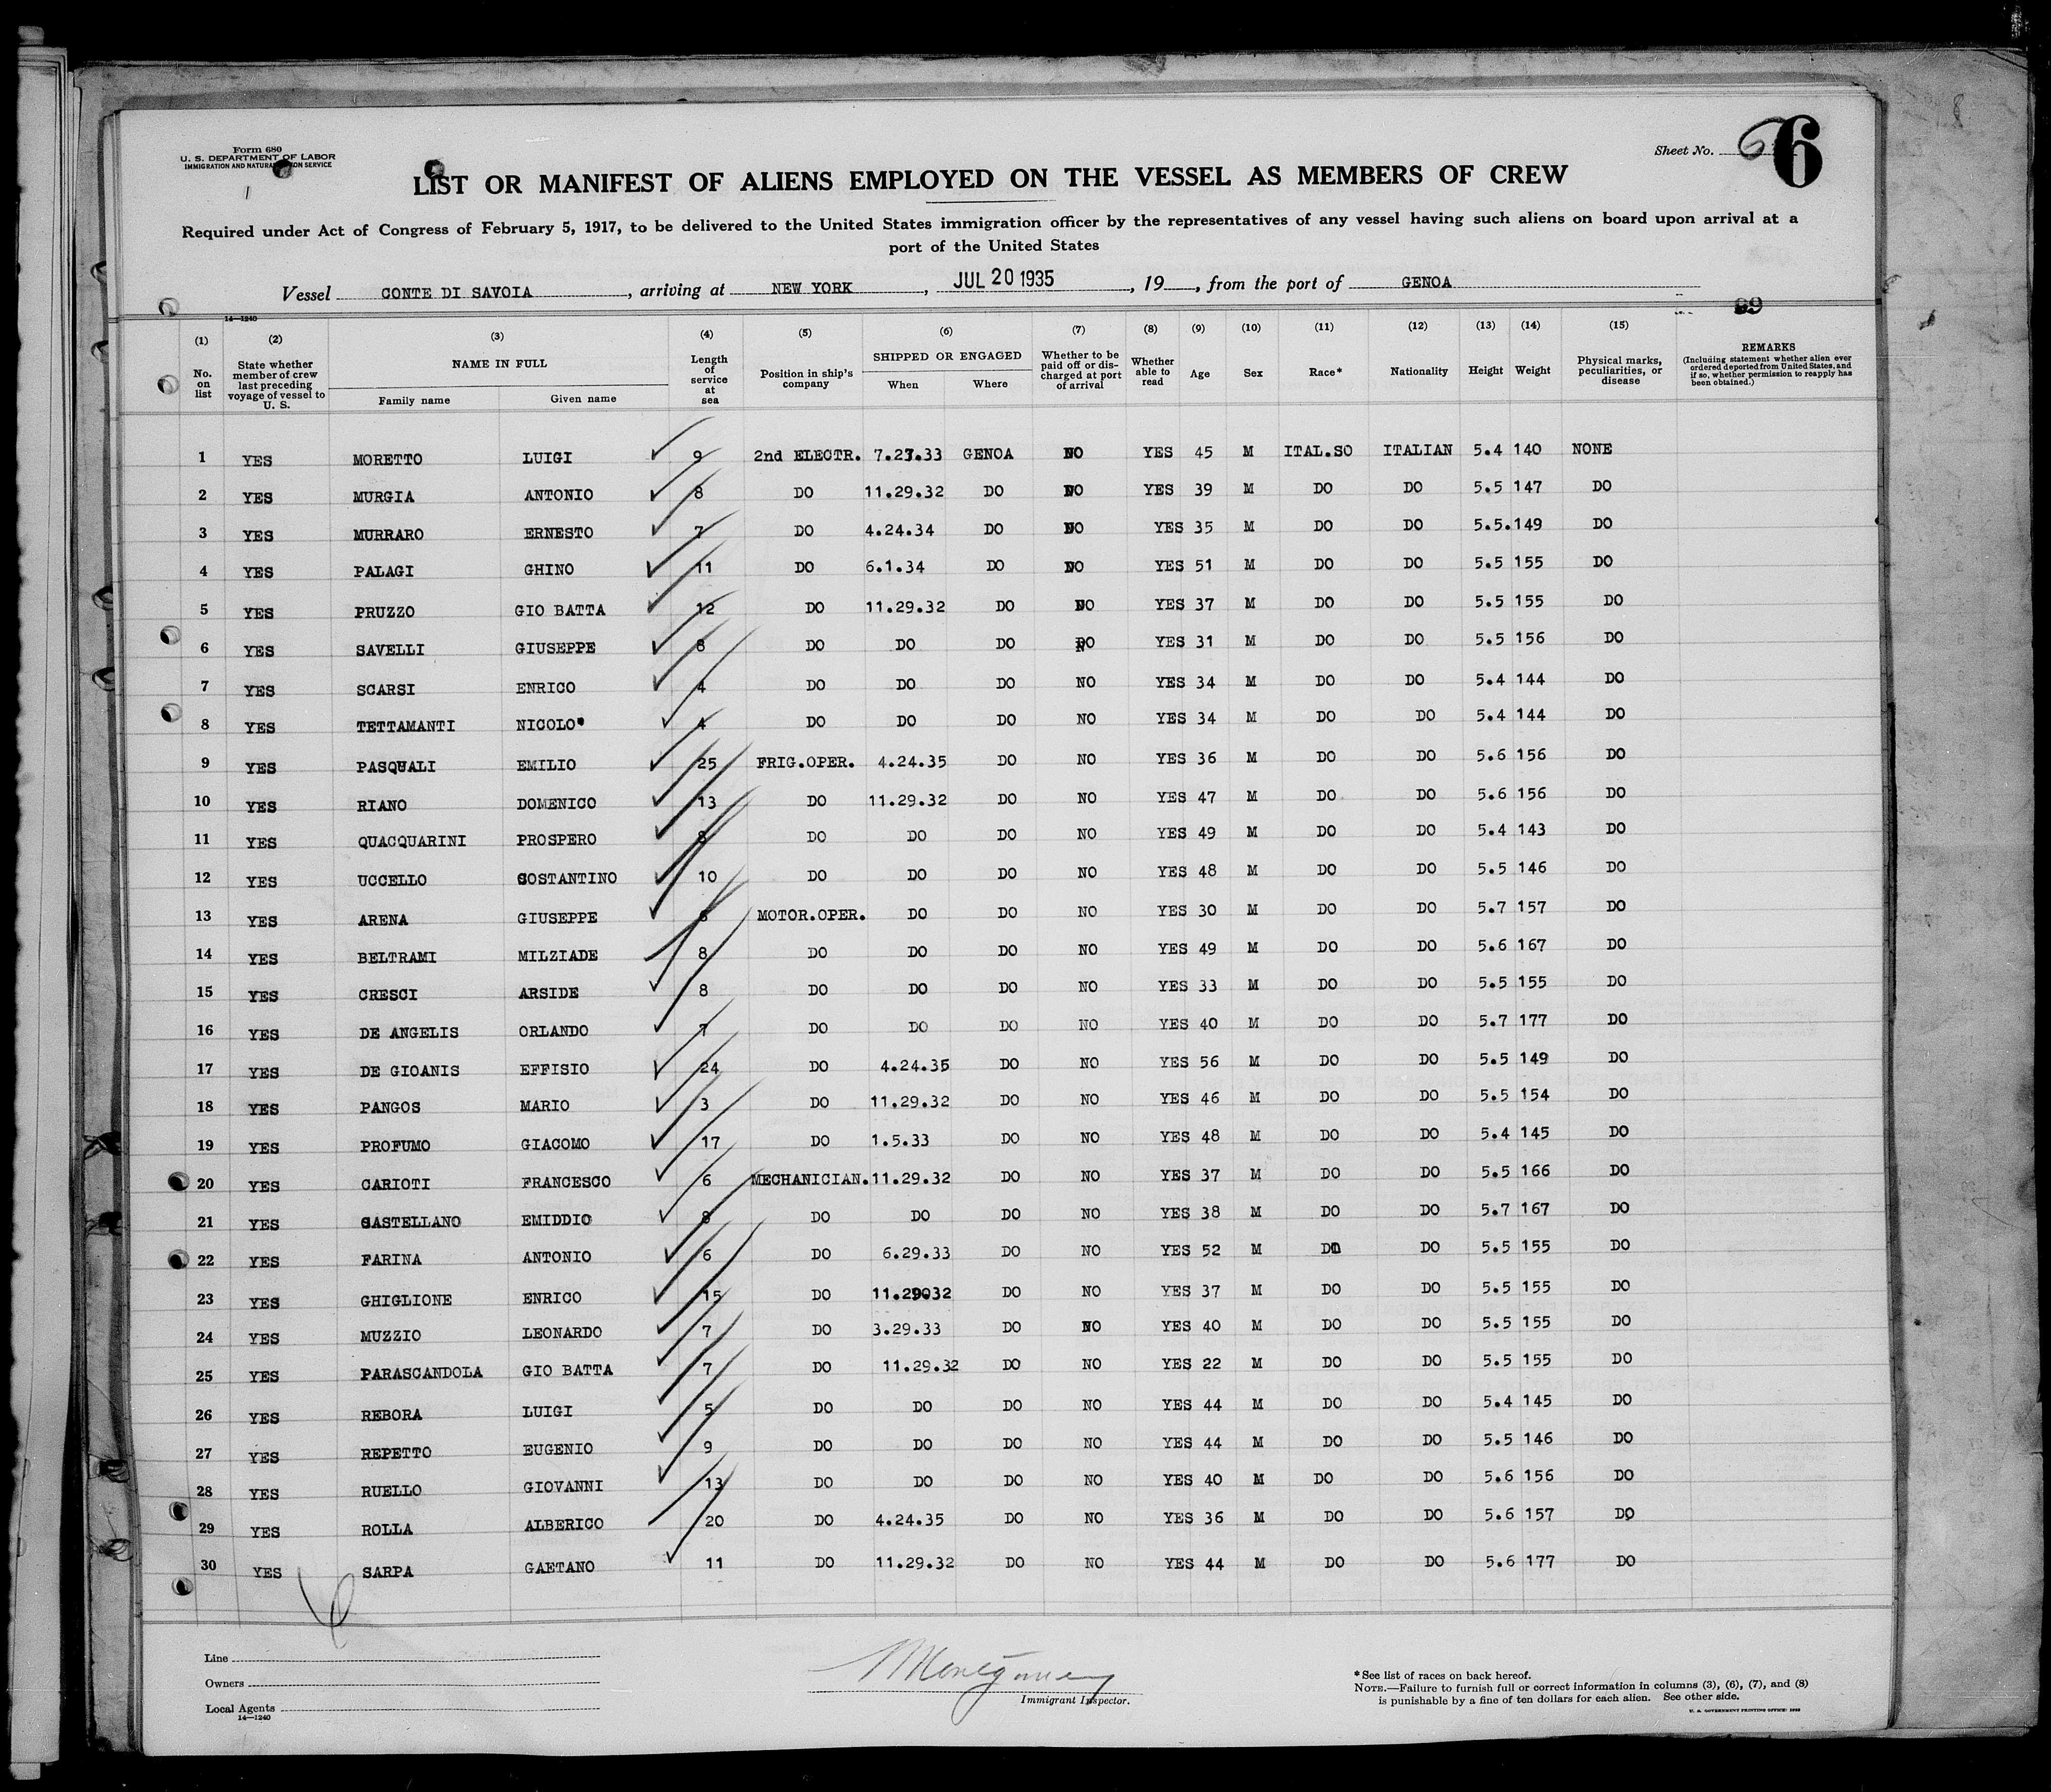 Form 680
U. S. DEPARTMENT OF LABOR
IMMIGRATION AND NATURALIZATION SERVICE
Sheet No. 6 6
LIST OR MANIFEST OF ALIENS EMPLOYED ON THE VESSEL AS MEMBERS OF CREW
Required under Act of Congress of February 5, 1917, to be delivered to the United States immigration officer by the representatives of any vessel having such aliens on board upon arrival at a
port of the United States
Vessel CONTE DI SAVOIA, arriving at NEW YORK, JUL 20 1935, 19, from the port of GENOA
14—1240
(1) (2) (3) (4) (5) (6) (7) (8) (9) (10) (11) (12) (13) (14) (15)
No. on list State whether member of crew last preceding voyage of vessel to U. S. NAME IN FULL Family name Given name Length of service at sea Position in ship's company SHIPPED OR ENGAGED When Where Whether to be paid off or discharged at port of arrival Whether able to read Age Sex Race* Nationality Height Weight Physical marks, peculiarities, or disease REMARKS (Including statement whether alien ever ordered deported from United States, and if so, whether permission to reapply has been obtained.)
1 YES MORETTO LUIGI 9 2nd ELECTR. 7.27.33 GENOA NO YES 45 M ITAL.SO ITALIAN 5.4 140 NONE
2 YES MURGIA ANTONIO 8 DO 11.29.32 DO NO YES 39 M DO DO 5.5 147 DO
3 YES MURRARO ERNESTO 7 DO 4.24.34 DO NO YES 35 M DO DO 5.5.149 DO
4 YES PALAGI GHINO 11 DO 6.1.34 DO NO YES 51 M DO DO 5.5 155 DO
5 YES PRUZZO GIO BATTA 12 DO 11.29.32 DO NO YES 37 M DO DO 5.5 155 DO
6 YES SAVELLI GIUSEPPE 8 DO DO DO NO YES 31 M DO DO 5.5 156 DO
7 YES SCARSI ENRICO 4 DO DO DO NO YES 34 M DO DO 5.4 144 DO
8 YES TETTAMANTI NICOLO' 4 DO DO DO NO YES 34 M DO DO 5.4 144 DO
9 YES PASQUALI EMILIO 25 FRIG.OPER. 4.24.35 DO NO YES 36 M DO DO 5.6 156 DO
10 YES RIANO DOMENICO 13 DO 11.29.32 DO NO YES 47 M DO DO 5.6 156 DO
11 YES QUACQUARINI PROSPERO 8 DO DO DO NO YES 49 M DO DO 5.4 143 DO
12 YES UCCELLO COSTANTINO 10 DO DO DO NO YES 48 M DO DO 5.5 146 DO
13 YES ARENA GIUSEPPE MOTOR.OPER. DO DO NO YES 30 M DO DO 5.7 157 DO
14 YES BELTRAMI MILZIADE 8 DO DO DO NO YES 49 M DO DO 5.6 167 DO
15 YES CRESCI ARSIDE 8 DO DO DO NO YES 33 M DO DO 5.5 155 DO
16 YES DE ANGELIS ORLANDO 7 DO DO DO NO YES 40 M DO DO 5.7 177 DO
17 YES DE GIOANIS EFFISIO 24 DO 4.24.35 DO NO YES 56 M DO DO 5.5 149 DO
18 YES PANGOS MARIO 3 DO 11.29.32 DO NO YES 46 M DO DO 5.5 154 DO
19 YES PROFUMO GIACOMO 17 DO 1.5.33 DO NO YES 48 M DO DO 5.4 145 DO
20 YES CARIOTI FRANCESCO 6 MECHANICIAN. 11.29.32 DO NO YES 37 M DO DO 5.5 166 DO
21 YES CASTELLANO EMIDDIO 8 DO DO DO NO YES 38 M DO DO 5.7 167 DO
22 YES FARINA ANTONIO 6 DO 6.29.33 DO NO YES 52 M DO DO 5.5 155 DO
23 YES GHIGLIONE ENRICO 15 DO 11.29.32 DO NO YES 37 M DO DO 5.5 155 DO
24 YES MUZZIO LEONARDO 7 DO 3.29.33 DO NO YES 40 M DO DO 5.5 155 DO
25 YES PARASCANDOLA GIO BATTA 7 DO 11.29.32 DO NO YES 22 M DO DO 5.5 155 DO
26 YES REBORA LUIGI 5 DO DO DO NO YES 44 M DO DO 5.4 145 DO
27 YES REPETTO EUGENIO 9 DO DO DO NO YES 44 M DO DO 5.5 146 DO
28 YES RUELLO GIOVANNI 13 DO DO DO NO YES 40 M DO DO 5.6 156 DO
29 YES ROLLA ALBERICO 20 DO 4.24.35 DO NO YES 36 M DO DO 5.6 157 DO
30 YES SARPA GAETANO 11 DO 11.29.32 DO NO YES 44 M DO DO 5.6 177 DO
Line
Owners
Local Agents
14—1240
Montgomery
Immigrant Inspector.
*See list of races on back hereof.
NOTE.—Failure to furnish full or correct information in columns (3), (6), (7), and (8)
is punishable by a fine of ten dollars for each alien. See other side.
U. S. GOVERNMENT PRINTING OFFICE: